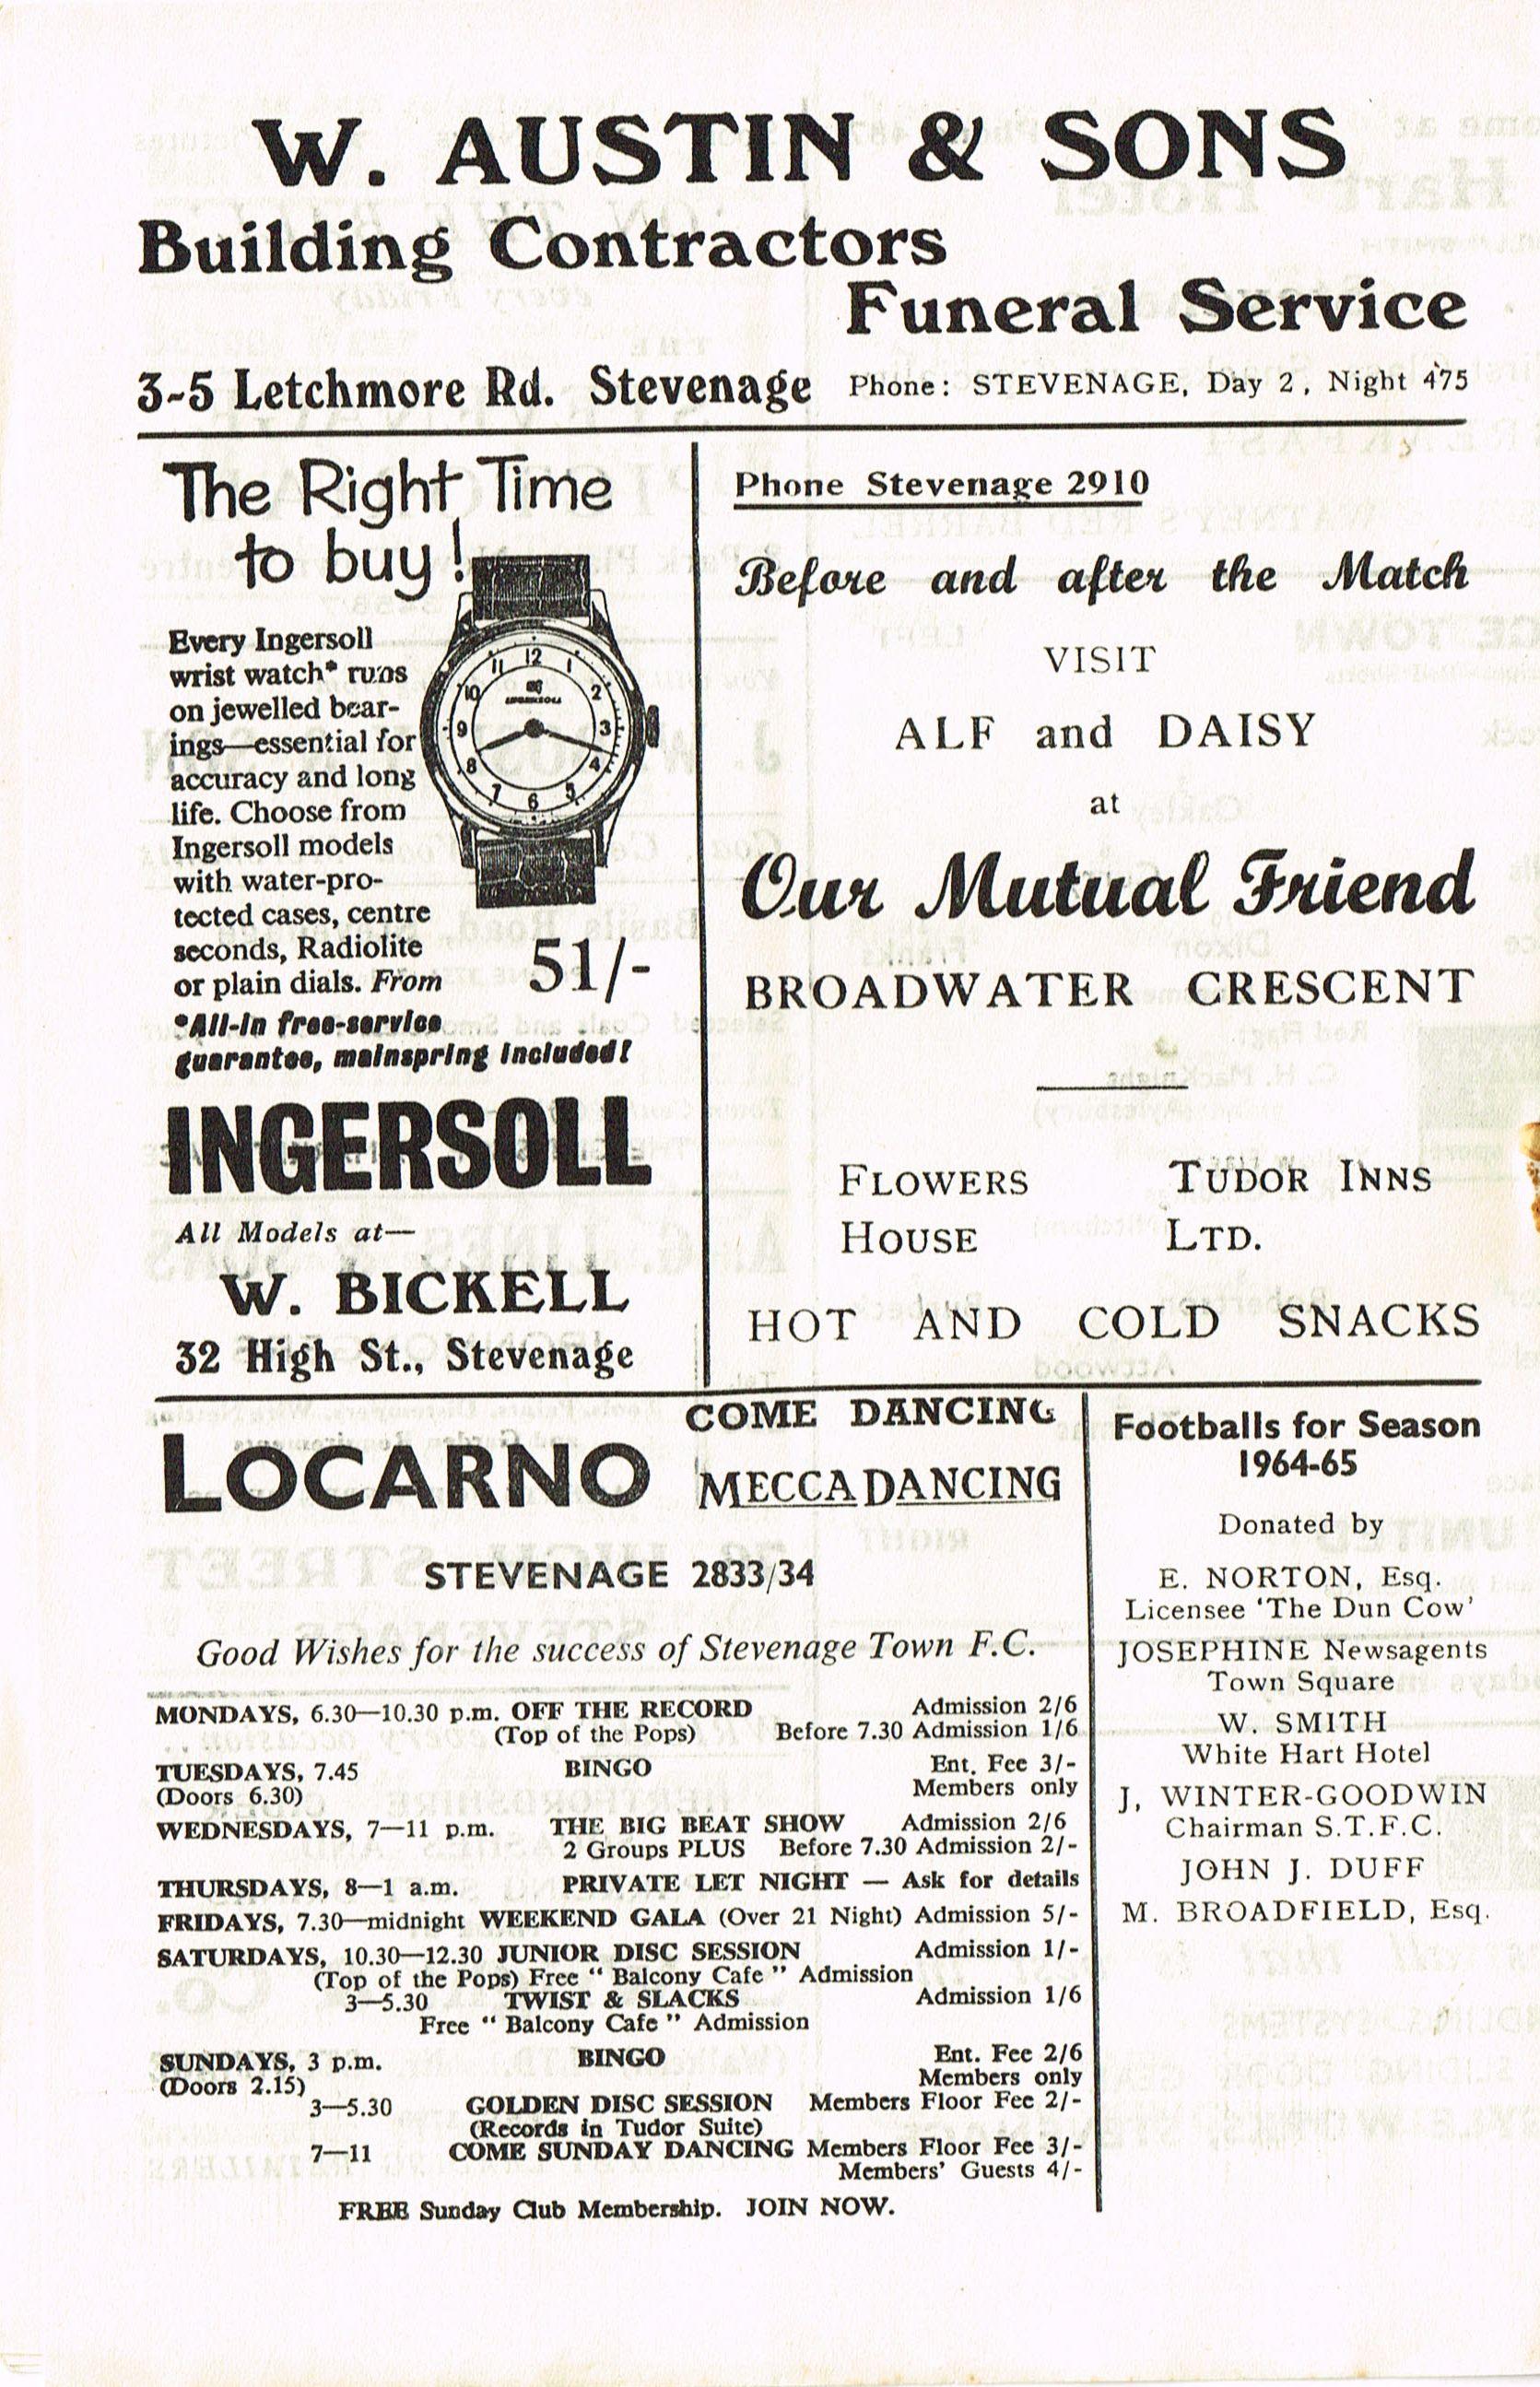 W. AUSTIN & SONS
Building Contractors
Funeral Service
3-5 Letchmore Rd. Stevenage Phone: STEVENAGE, Day 2, Night 475
The Right Time
to buy!
Every Ingersoll
wrist watch* runs
on jewelled bear-
ings—essential for
accuracy and long
life. Choose from
Ingersoll models
with water-pro-
tected cases, centre
seconds, Radiolite
or plain dials. From 51/-
*All-in free-service
guarantee, mainspring included!
INGERSOLL
All Models at—
W. BICKELL
32 High St., Stevenage
12
1
2
3
4
5
6
7
8
9
10
11
INGERSOLL
Phone Stevenage 2910
Before and after the Match
VISIT
ALF and DAISY
at
Our Mutual Friend
BROADWATER CRESCENT
FLOWERS TUDOR INNS
HOUSE LTD.
HOT AND COLD SNACKS
COME DANCING
LOCARNO MECCA DANCING
STEVENAGE 2833/34
Good Wishes for the success of Stevenage Town F.C.
MONDAYS, 6.30—10.30 p.m. OFF THE RECORD Admission 2/6
(Top of the Pops) Before 7.30 Admission 1/6
TUESDAYS, 7.45 BINGO Ent. Fee 3/-
(Doors 6.30) Members only
WEDNESDAYS, 7—11 p.m. THE BIG BEAT SHOW Admission 2/6
2 Groups PLUS Before 7.30 Admission 2/-
THURSDAYS, 8—1 a.m. PRIVATE LET NIGHT — Ask for details
FRIDAYS, 7.30—midnight WEEKEND GALA (Over 21 Night) Admission 5/-
SATURDAYS, 10.30—12.30 JUNIOR DISC SESSION Admission 1/-
(Top of the Pops) Free "Balcony Cafe" Admission
3—5.30 TWIST & SLACKS Admission 1/6
Free "Balcony Cafe" Admission
SUNDAYS, 3 p.m. BINGO Ent. Fee 2/6
(Doors 2.15) Members only
3—5.30 GOLDEN DISC SESSION Members Floor Fee 2/-
(Records in Tudor Suite)
7—11 COME SUNDAY DANCING Members Floor Fee 3/-
Members' Guests 4/-
FREE Sunday Club Membership. JOIN NOW.
Footballs for Season
1964-65
Donated by
E. NORTON, Esq.
Licensee 'The Dun Cow'
JOSEPHINE Newsagents
Town Square
W. SMITH
White Hart Hotel
J, WINTER-GOODWIN
Chairman S.T.F.C.
JOHN J. DUFF
M. BROADFIELD, Esq.